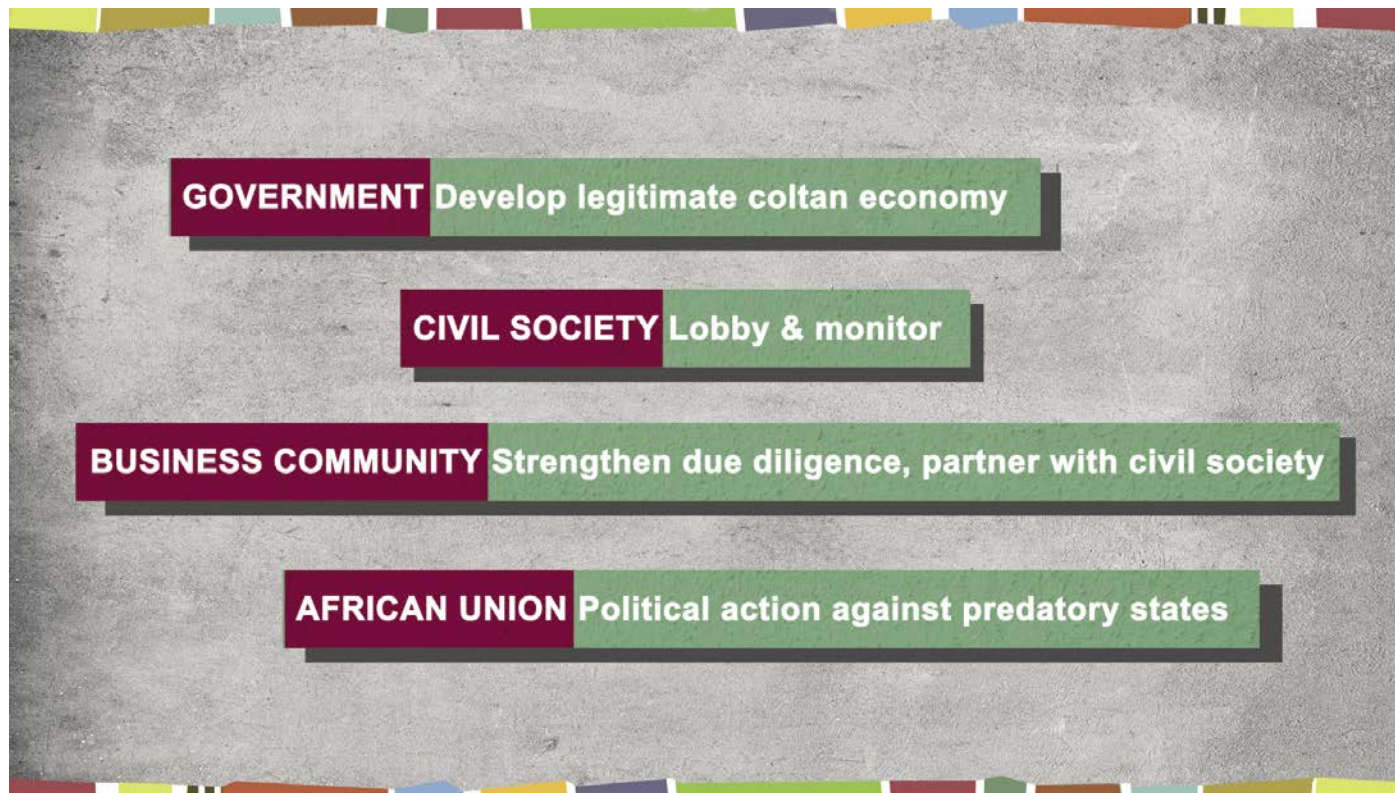 GOVERNMENT Develop legitimate coltan economy
CIVIL SOCIETY Lobby & monitor
BUSINESS COMMUNITY Strengthen due diligence, partner with civil society
AFRICAN UNION Political action against predatory states